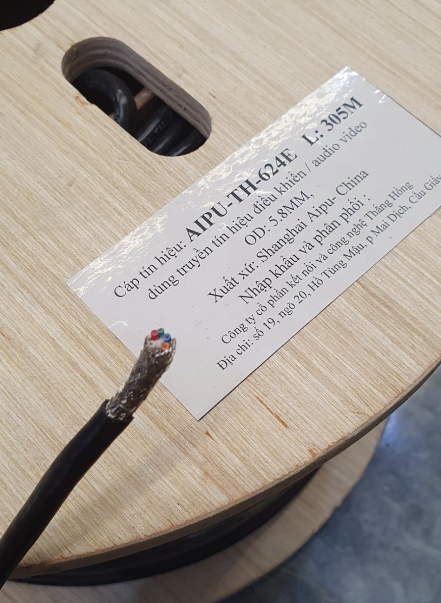 Cáp tín hiệu: AIPU-TH-624E L: 305M
dùng truyền tín hiệu điều khiển / audio video
OD: 5.8MM,
Xuất xứ: Shanghai Aipu- China
Nhập khẩu và phân phối :
Công ty cổ phần kết nối và công nghệ Thăng Hồng
Địa chỉ: số 19, ngõ 20, Hồ Tùng Mậu, p Mai Dịch, Cầu Giấy